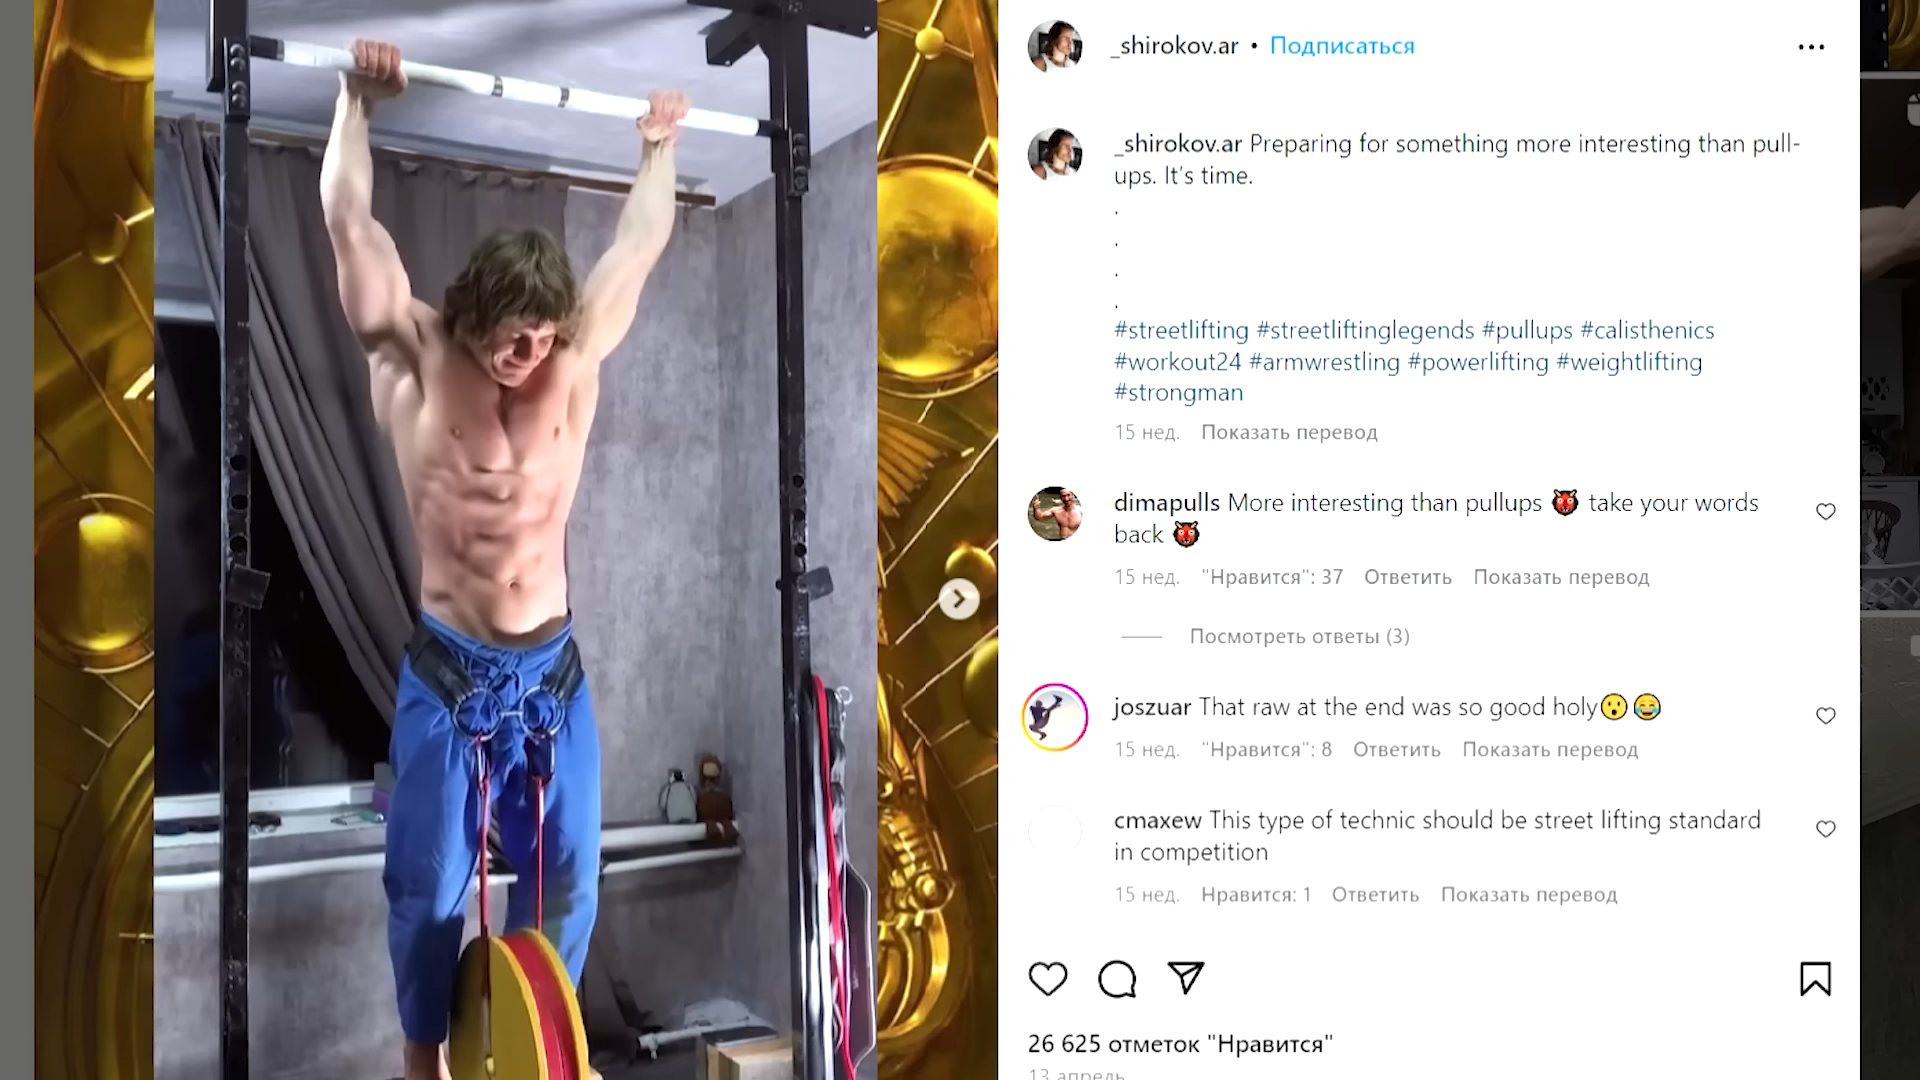 _shirokov.ar • Подписаться
_shirokov.ar Preparing for something more interesting than pull-
ups. It's time.
.
.
.
.
#streetlifting #streetliftinglegends #pullups #calisthenics
#workout24 #armwrestling #powerlifting #weightlifting
#strongman
15 нед. Показать перевод
dimapulls More interesting than pullups 👹 take your words
back 👹
15 нед. "Нравится": 37 Ответить Показать перевод
Посмотреть ответы (3)
joszuar That raw at the end was so good holy😯😂
15 нед. "Нравится": 8 Ответить Показать перевод
cmaxew This type of technic should be street lifting standard
in competition
15 нед. Нравится: 1 Ответить Показать перевод
26 625 отметок "Нравится"
13 апрель